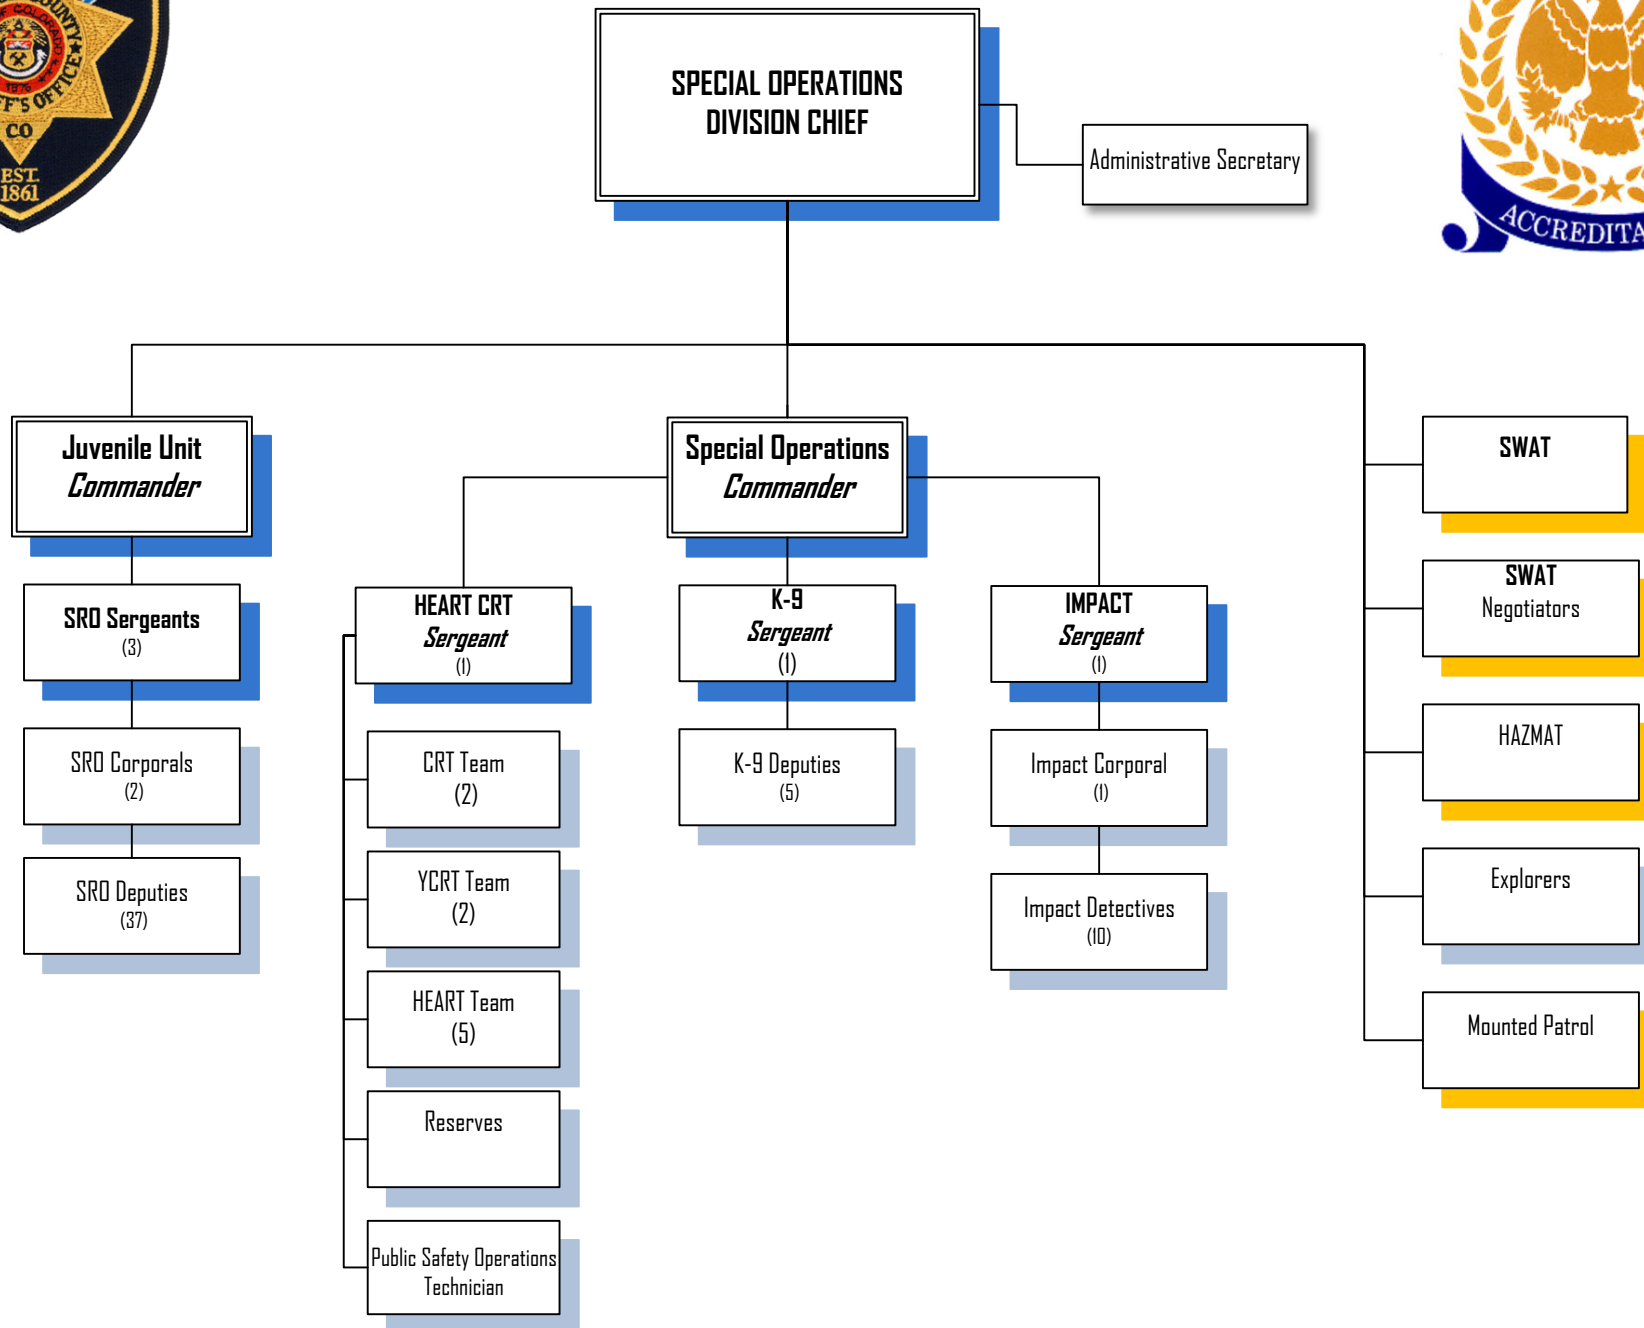 OF COLORADO
1876
CO
EST.
1861
ACCREDITA
SPECIAL OPERATIONS
DIVISION CHIEF
Administrative Secretary
Juvenile Unit
Commander
Special Operations
Commander
SWAT
SRO Sergeants
(3)
HEART CRT
Sergeant
(1)
K-9
Sergeant
(1)
IMPACT
Sergeant
(1)
SWAT
Negotiators
SRO Corporals
(2)
CRT Team
(2)
K-9 Deputies
(5)
Impact Corporal
(1)
HAZMAT
SRO Deputies
(37)
YCRT Team
(2)
Impact Detectives
(10)
Explorers
HEART Team
(5)
Mounted Patrol
Reserves
Public Safety Operations
Technician